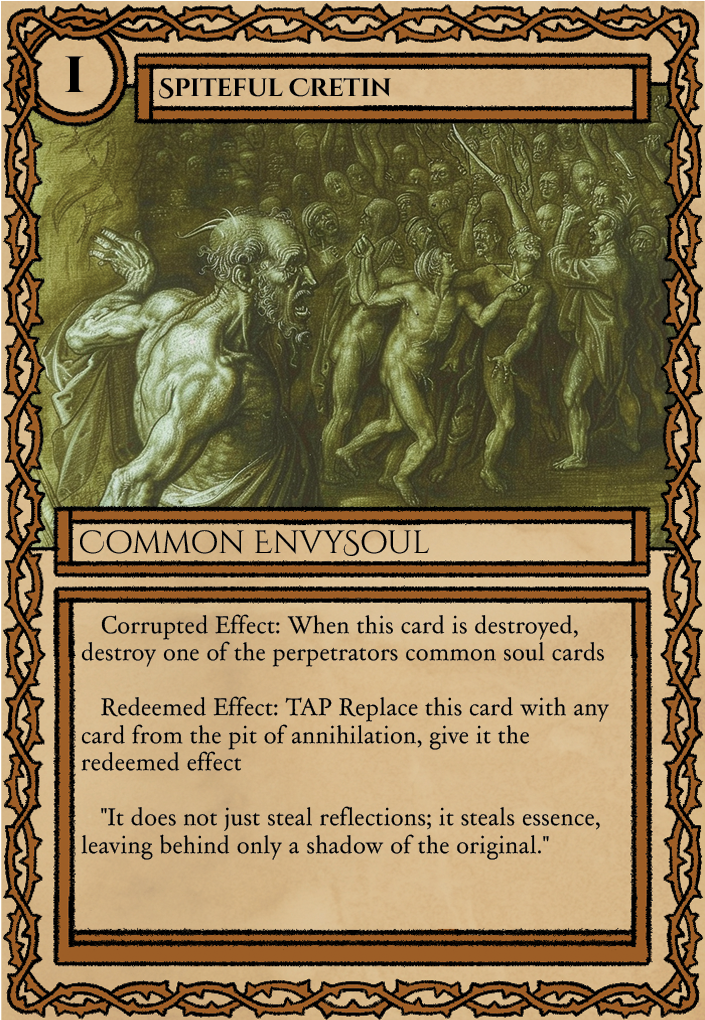 I
Spiteful Cretin
Common EnvySoul
Corrupted Effect: When this card is destroyed,
destroy one of the perpetrators common soul cards
Redeemed Effect: TAP Replace this card with any
card from the pit of annihilation, give it the
redeemed effect
"It does not just steal reflections; it steals essence,
leaving behind only a shadow of the original."